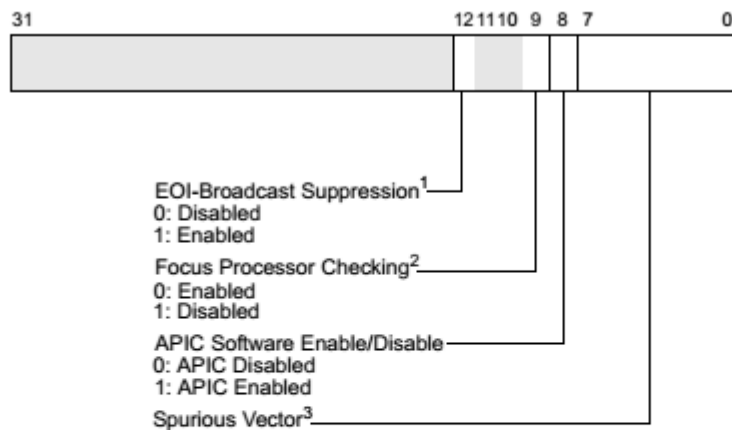 31 12 11 10 9 8 7 0
EOI-Broadcast Suppression1
0: Disabled
1: Enabled
Focus Processor Checking2
0: Enabled
1: Disabled
APIC Software Enable/Disable
0: APIC Disabled
1: APIC Enabled
Spurious Vector3